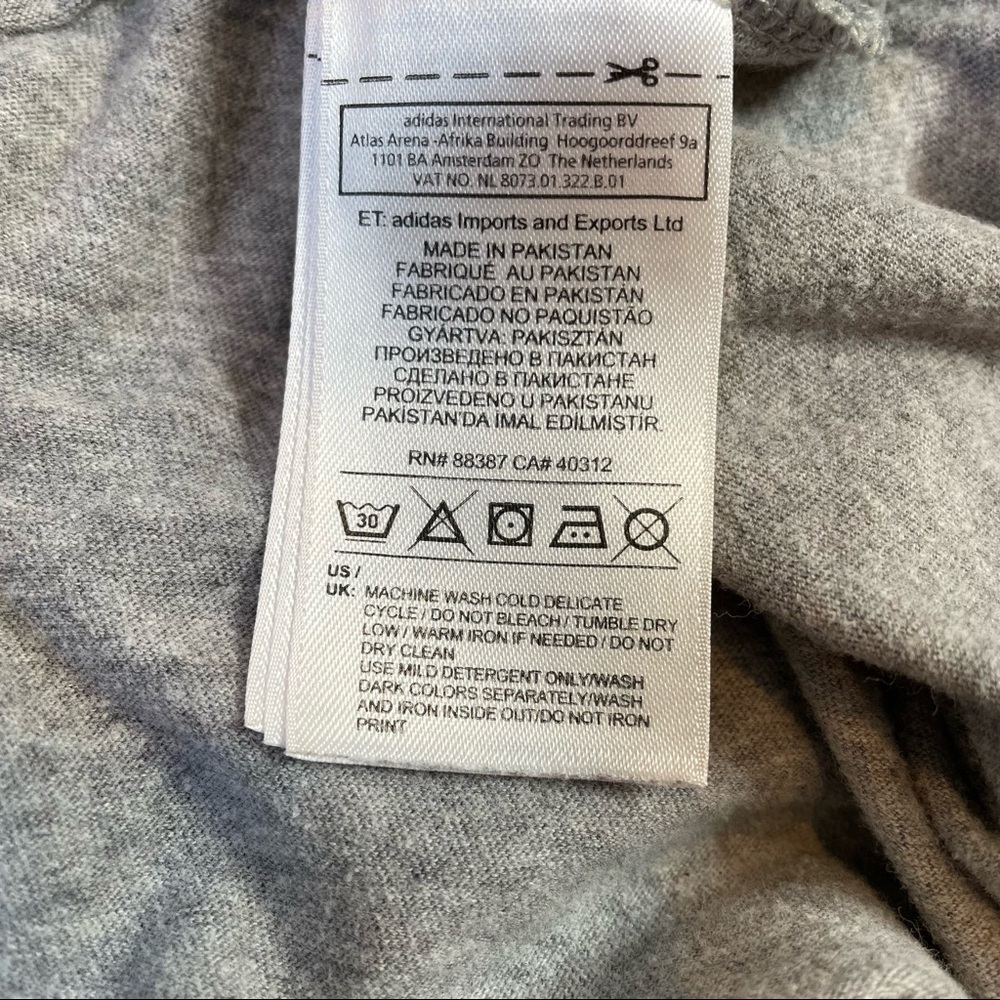 adidas International Trading BV
Atlas Arena -Afrika Building Hoogoorddreef 9a
1101 BA Amsterdam ZO The Netherlands
VAT NO. NL 8073.01.322.B.01
ET: adidas Imports and Exports Ltd
MADE IN PAKISTAN
FABRIQUÉ AU PAKISTAN
FABRICADO EN PAKISTÁN
FABRICADO NO PAQUISTÃO
GYÁRTVA: PAKISZTÁN
ПРОИЗВЕДЕНО В ПАКИСТАН
СДЕЛАНО В ПАКИСТАНЕ
PROIZVEDENO U PAKISTANU
PAKİSTAN'DA İMAL EDİLMİSTİR.
RN# 88387 CA# 40312
30
US /
UK: MACHINE WASH COLD DELICATE
CYCLE / DO NOT BLEACH / TUMBLE DRY
LOW / WARM IRON IF NEEDED / DO NOT
DRY CLEAN
USE MILD DETERGENT ONLY/WASH
DARK COLORS SEPARATELY/WASH
AND IRON INSIDE OUT/DO NOT IRON
PRINT